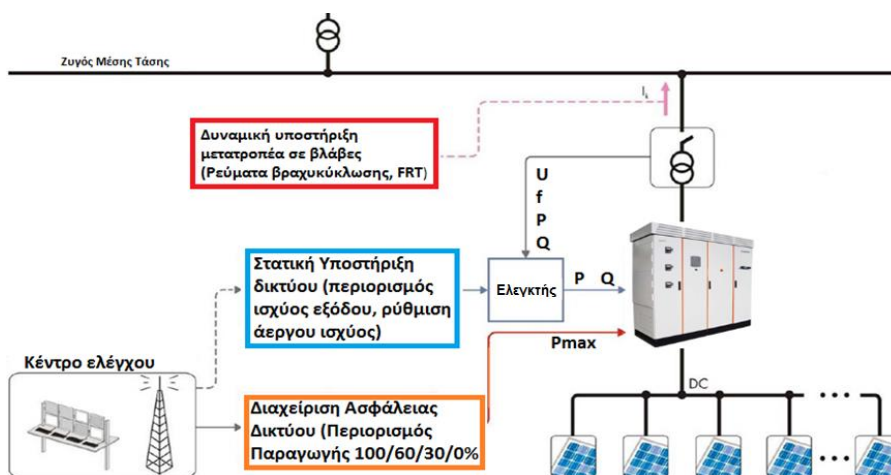 Ζυγός Μέσης Τάσης
Iₖ
Δυναμική υποστήριξη
μετατροπέα σε βλάβες
(Ρεύματα βραχυκύκλωσης, FRT)
U
f
P
Q
Στατική Υποστήριξη
δικτύου (περιορισμός
ισχύος εξόδου, ρύθμιση
άεργου ισχύος)
Ελεγκτής
P Q
Pmax
Κέντρο ελέγχου
Διαχείριση Ασφάλειας
Δικτύου (Περιορισμός
Παραγωγής 100/60/30/0%
DC